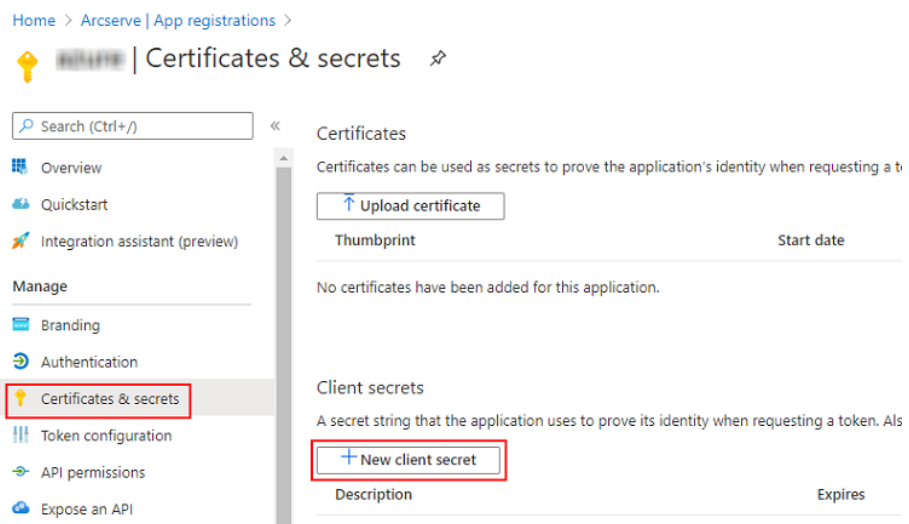 Home > Arcserve | App registrations >
| Certificates & secrets
Search (Ctrl+/)
«
Overview
Quickstart
Integration assistant (preview)
Manage
Branding
Authentication
Certificates & secrets
Token configuration
API permissions
Expose an API
Certificates
Certificates can be used as secrets to prove the application's identity when requesting a
Upload certificate
Thumbprint Start date
No certificates have been added for this application.
Client secrets
A secret string that the application uses to prove its identity when requesting a token.
New client secret
Description Expires